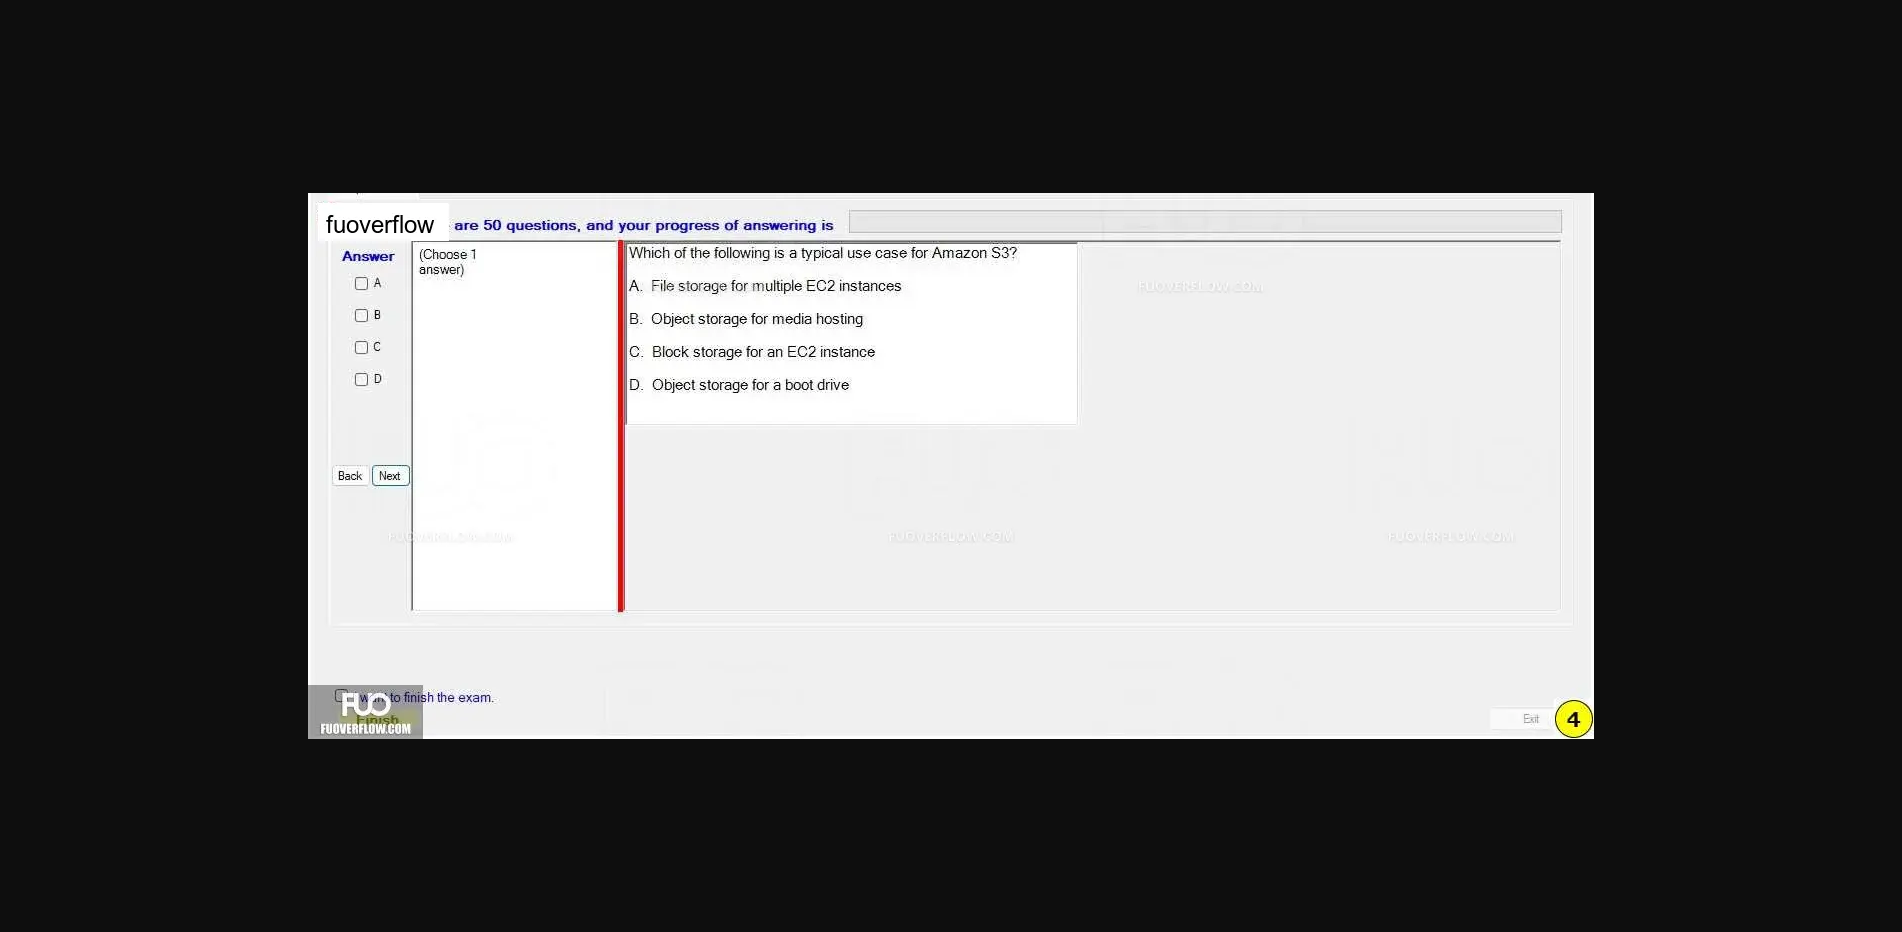 fuoverflow are 50 questions, and your progress of answering is
Answer
(Choose 1
answer)
A
B
C
D
Back Next
Which of the following is a typical use case for Amazon S3?
A. File storage for multiple EC2 instances
B. Object storage for media hosting
C. Block storage for an EC2 instance
D. Object storage for a boot drive
FUOVERFLOW.COM
FUOVERFLOW.COM
FUOVERFLOW.COM
FUOVERFLOW.COM
want to finish the exam.
Finish
FUO
FUOVERFLOW.COM
Exit
4